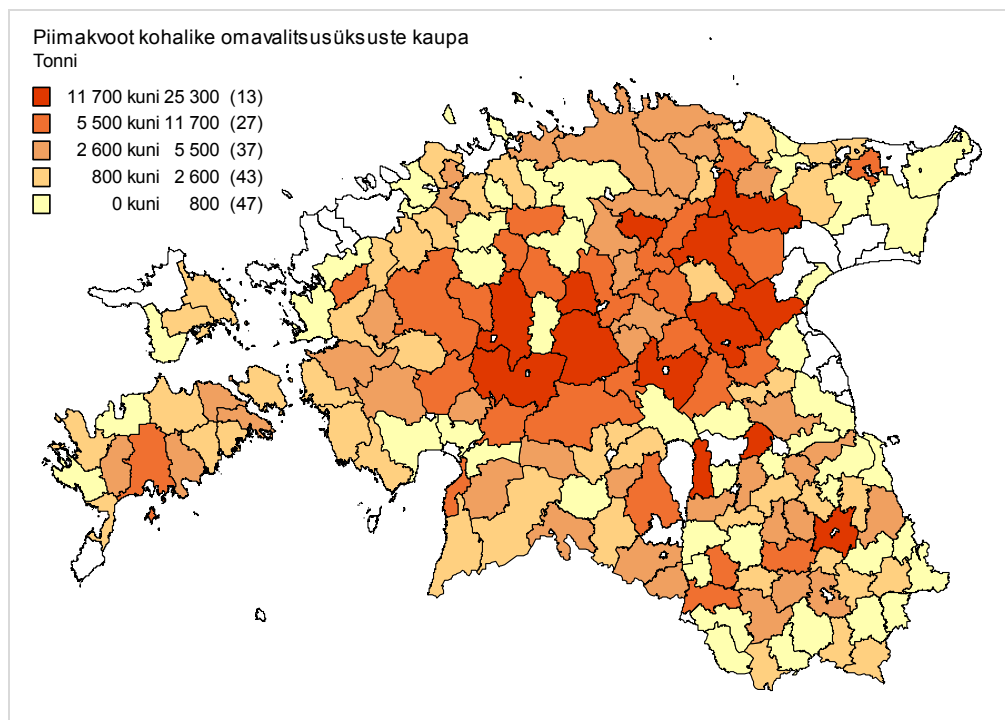 Piimakvoot kohalike omavalitsusüksuste kaupa
Tonni
11 700 kuni 25 300 (13)
5 500 kuni 11 700 (27)
2 600 kuni 5 500 (37)
800 kuni 2 600 (43)
0 kuni 800 (47)